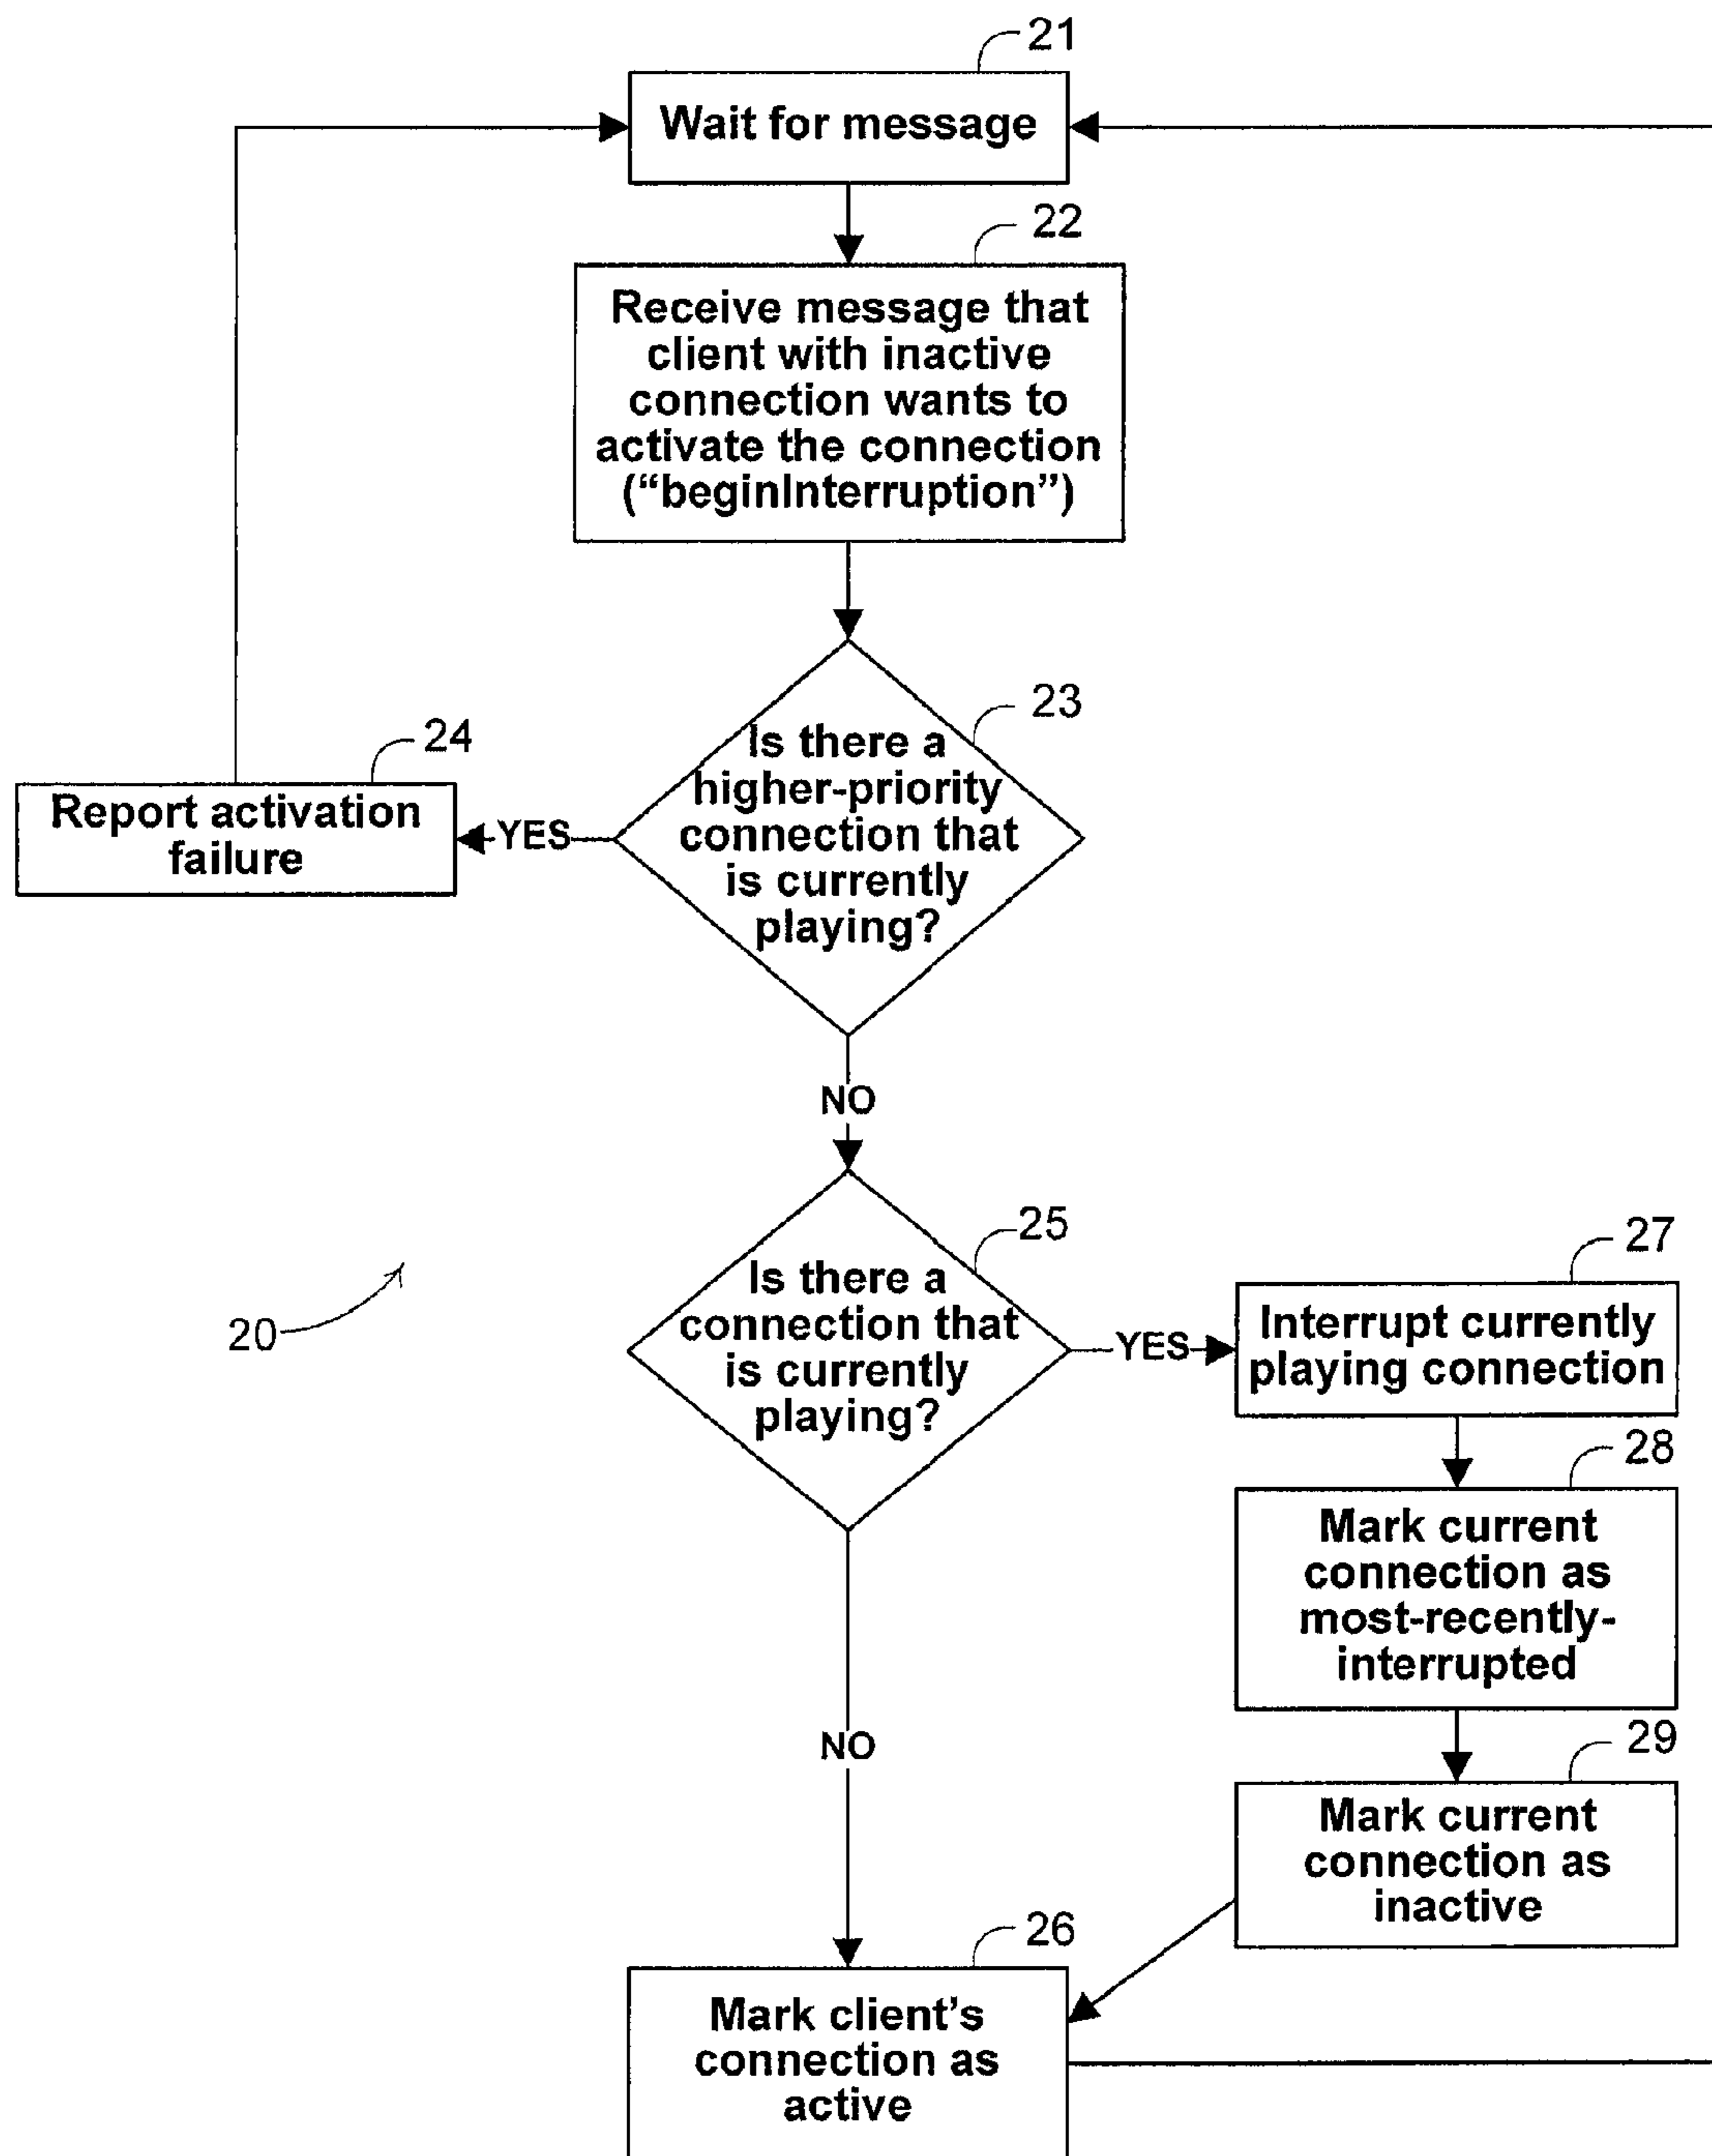 21
Wait for message
22
Receive message that
client with inactive
connection wants to
activate the connection
(“beginInterruption”)
23
Is there a
higher-priority
connection that
is currently
playing?
24
Report activation
failure
YES
NO
25
Is there a
connection that
is currently
playing?
20
YES
27
Interrupt currently
playing connection
28
Mark current
connection as
most-recently-
interrupted
29
Mark current
connection as
inactive
NO
26
Mark client’s
connection as
active